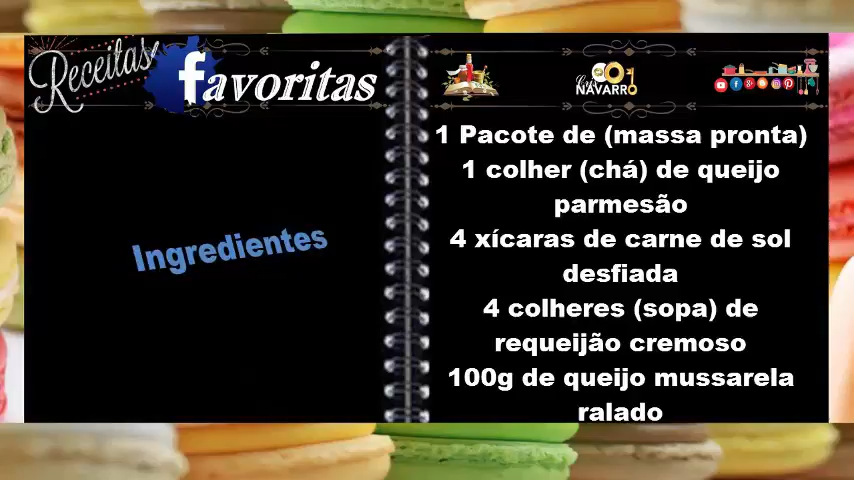 Receitas
favoritas
NAVARRO
Ingredientes
1 Pacote de (massa pronta)
1 colher (chá) de queijo
parmesão
4 xícaras de carne de sol
desfiada
4 colheres (sopa) de
requeijão cremoso
100g de queijo mussarela
ralado